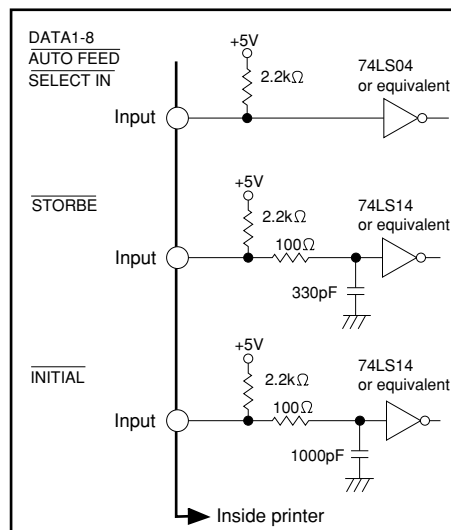 DATA1-8
AUTO FEED
SELECT IN
+5V
2.2kΩ
74LS04
or equivalent
Input
STORBE
+5V
2.2kΩ
100Ω
74LS14
or equivalent
Input
330pF
INITIAL
+5V
2.2kΩ
100Ω
74LS14
or equivalent
Input
1000pF
Inside printer